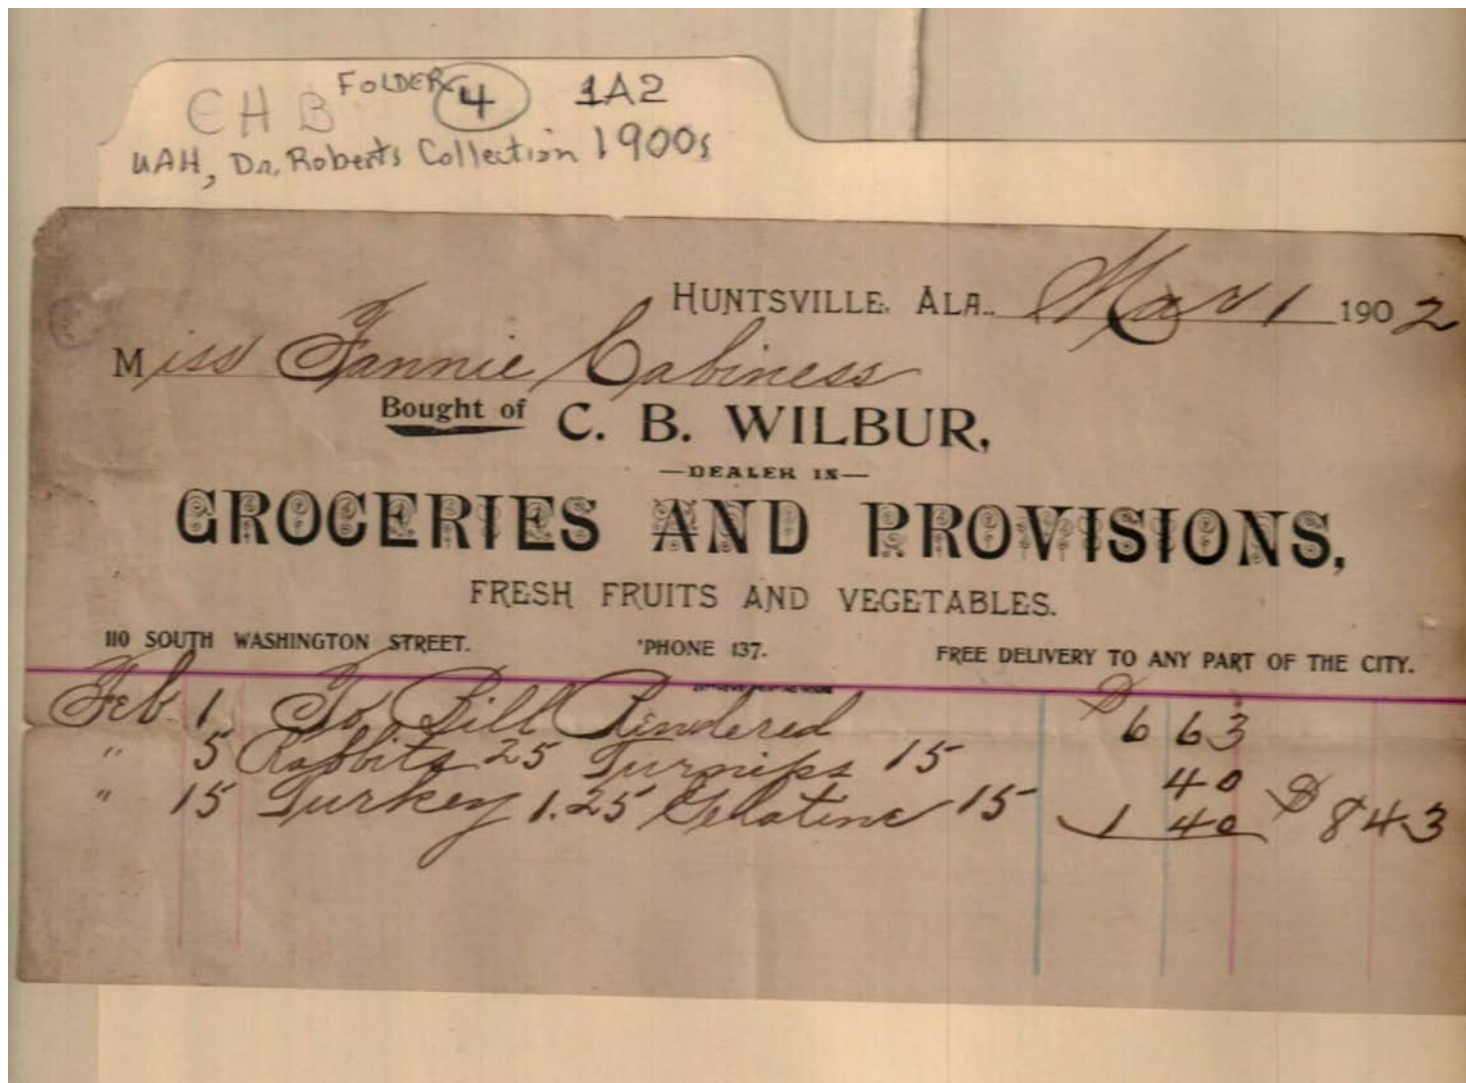 FOLDER 4 1A2
EHB
UAH, Dr. Roberts Collection 1900s
HUNTSVILLE, ALA., Mar 1 1902
Miss Fannie Cabiness
Bought of C. B. WILBUR,
—DEALER IN—
GROCERIES AND PROVISIONS,
FRESH FRUITS AND VEGETABLES.
110 SOUTH WASHINGTON STREET. 'PHONE 137. FREE DELIVERY TO ANY PART OF THE CITY.
Feb 1 To Bill Rendered $ 6 63
" 5 Rabbits 25 Turnips 15 40
" 15 Turkey 1.25 Gelatine 15 1 40 $ 8 43